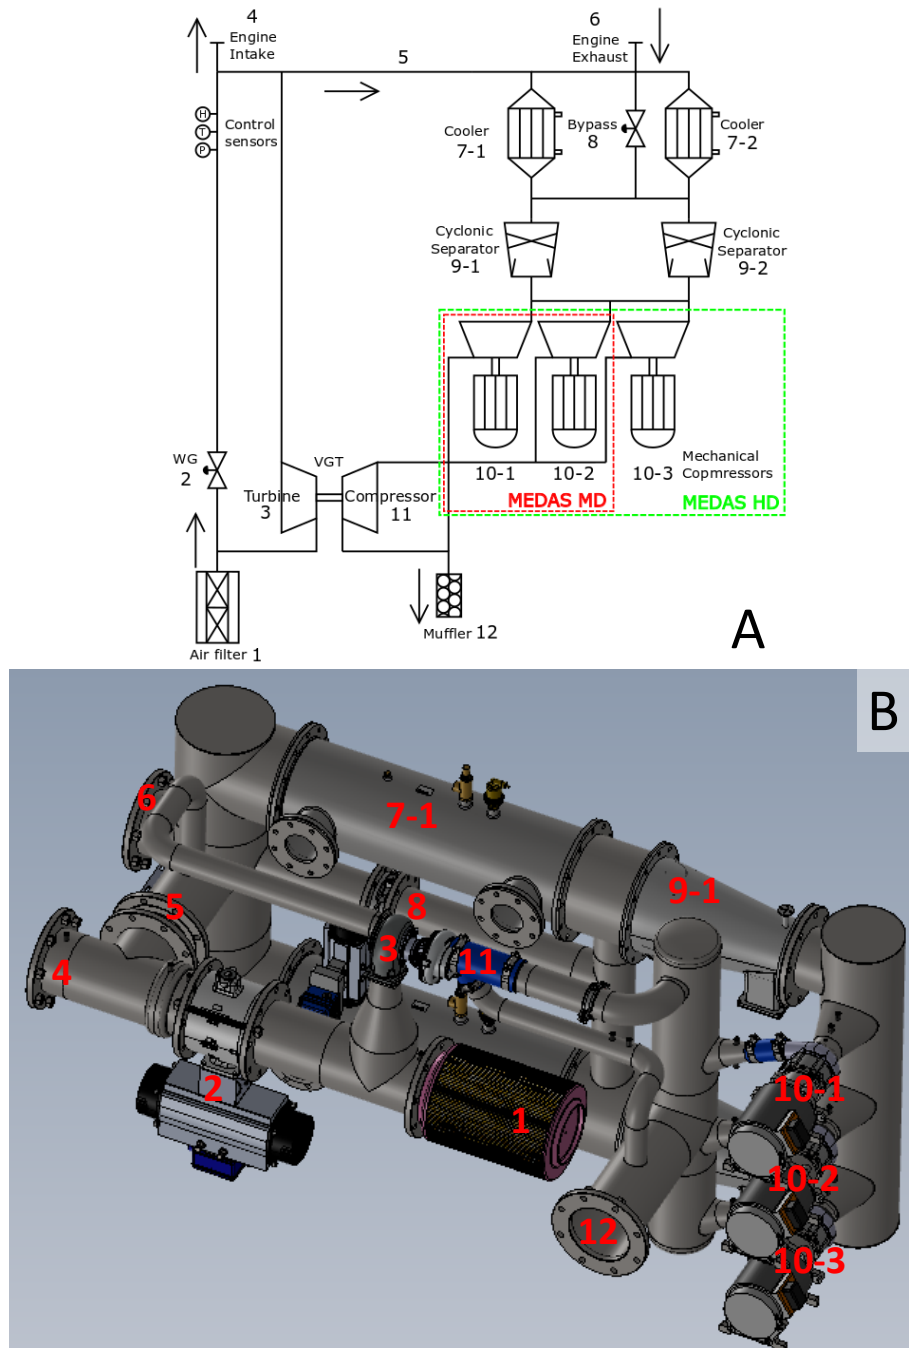 4
Engine
Intake
5
6
Engine
Exhaust
H
T
P
Control
sensors
Cooler
7-1
Bypass
8
Cooler
7-2
Cyclonic
Separator
9-1
Cyclonic
Separator
9-2
WG
2
VGT
Turbine
3
Compressor
11
10-1
10-2
10-3
Mechanical
Copmressors
MEDAS MD
MEDAS HD
Muffler 12
Air filter 1
A
B
6
7-1
5
8
9-1
4
3
11
2
1
10-1
10-2
12
10-3